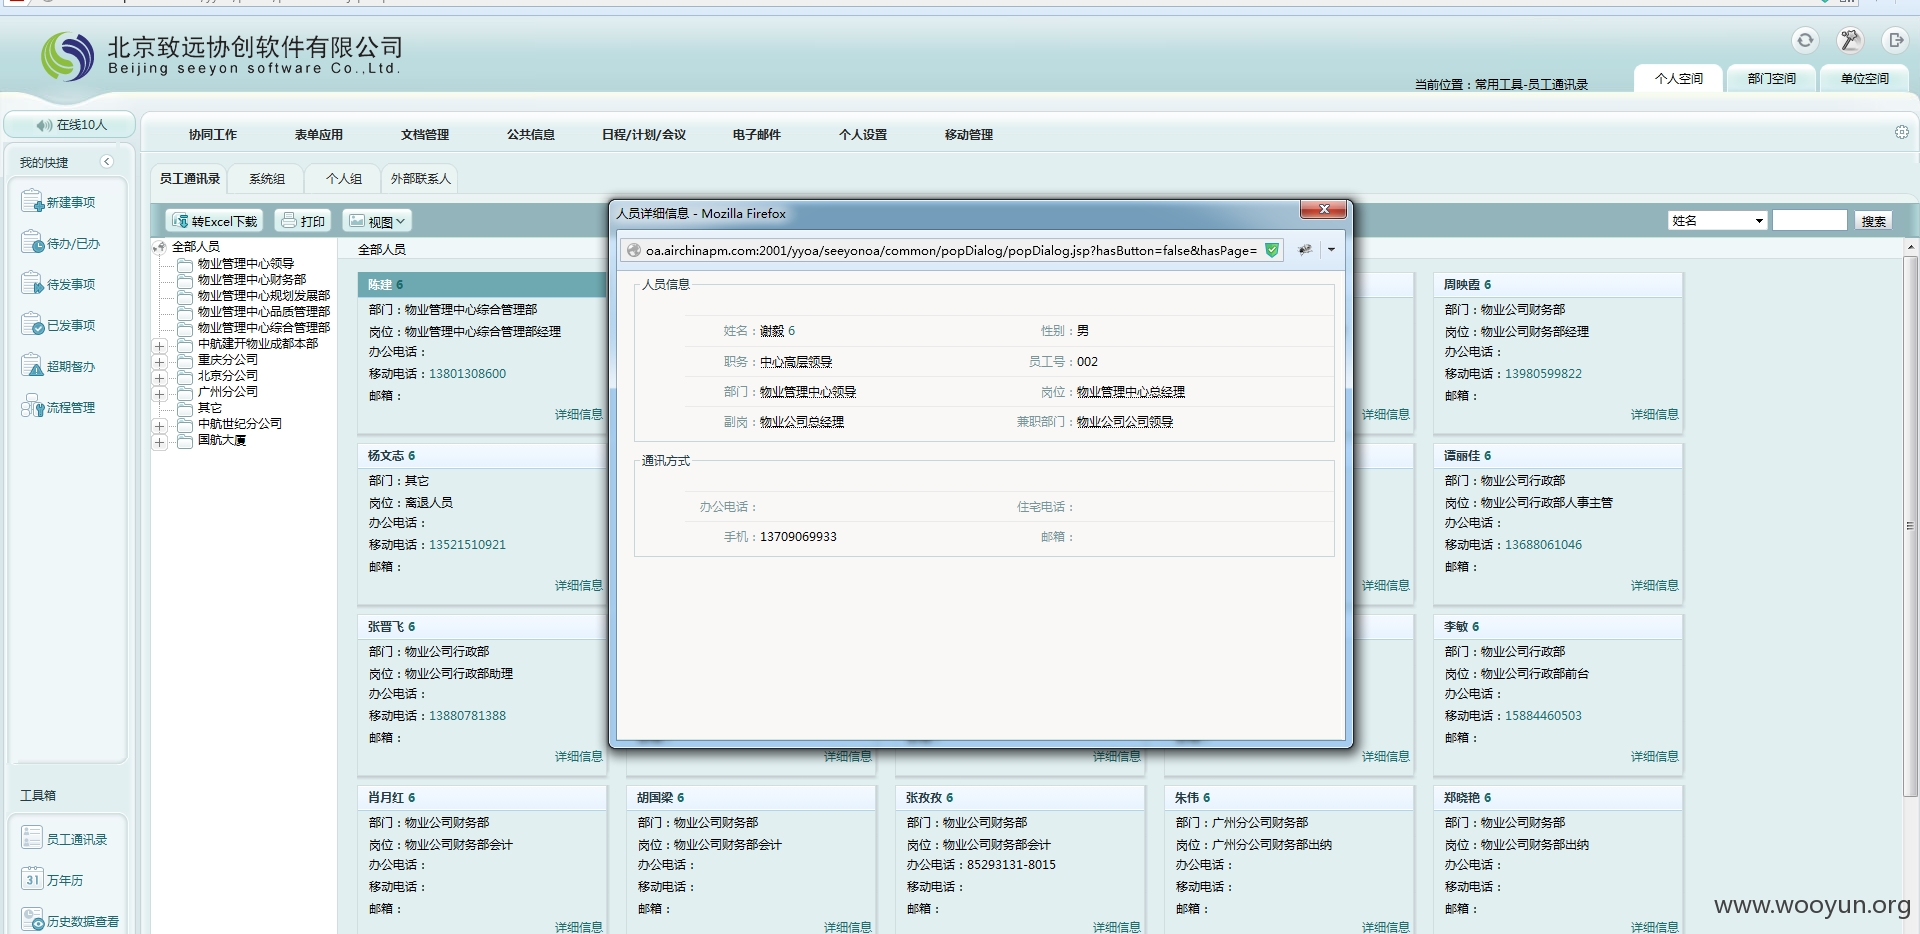 北京致远协创软件有限公司
Beijing seeyon software Co.,Ltd.
当前位置：常用工具-员工通讯录
个人空间
部门空间
单位空间
在线10人
协同工作
表单应用
文档管理
公共信息
日程/计划/会议
电子邮件
个人设置
移动管理
我的快捷
新建事项
待办/已办
待发事项
已发事项
超期督办
流程管理
工具箱
员工通讯录
31 万年历
历史数据查看
员工通讯录
系统组
个人组
外部联系人
转Excel下载
打印
视图
姓名
搜索
全部人员
物业管理中心领导
物业管理中心财务部
物业管理中心规划发展部
物业管理中心品质管理部
物业管理中心综合管理部
中航建开物业成都本部
重庆分公司
北京分公司
广州分公司
其它
中航世纪分公司
国航大厦
全部人员
陈建 6
部门：物业管理中心综合管理部
岗位：物业管理中心综合管理部经理
办公电话：
移动电话：13801308600
邮箱：
详细信息
详细信息
周映霞 6
部门：物业公司财务部
岗位：物业公司财务部经理
办公电话：
移动电话：13980599822
邮箱：
详细信息
杨文志 6
部门：其它
岗位：离退人员
办公电话：
移动电话：13521510921
邮箱：
详细信息
详细信息
谭丽佳 6
部门：物业公司行政部
岗位：物业公司行政部人事主管
办公电话：
移动电话：13688061046
邮箱：
详细信息
张晋飞 6
部门：物业公司行政部
岗位：物业公司行政部助理
办公电话：
移动电话：13880781388
邮箱：
详细信息
详细信息
详细信息
详细信息
李敏 6
部门：物业公司行政部
岗位：物业公司行政部前台
办公电话：
移动电话：15884460503
邮箱：
详细信息
肖月红 6
部门：物业公司财务部
岗位：物业公司财务部会计
办公电话：
移动电话：
邮箱：
详细信息
胡国梁 6
部门：物业公司财务部
岗位：物业公司财务部会计
办公电话：
移动电话：
邮箱：
详细信息
张孜孜 6
部门：物业公司财务部
岗位：物业公司财务部会计
办公电话：85293131-8015
移动电话：
邮箱：
详细信息
朱伟 6
部门：广州分公司财务部
岗位：广州分公司财务部出纳
办公电话：
移动电话：
邮箱：
详细信息
郑晓艳 6
部门：物业公司财务部
岗位：物业公司财务部出纳
办公电话：
移动电话：
邮箱：
详细信息
人员详细信息 - Mozilla Firefox
oa.airchinapm.com:2001/yyoa/seeyonoa/common/popDialog/popDialog.jsp?hasButton=false&hasPage=
人员信息
姓名：谢毅 6
性别：男
职务：中心高层领导
员工号：002
部门：物业管理中心领导
岗位：物业管理中心总经理
副岗：物业公司总经理
兼职部门：物业公司公司领导
通讯方式
办公电话：
住宅电话：
手机：13709069933
邮箱：
www.wooyun.org